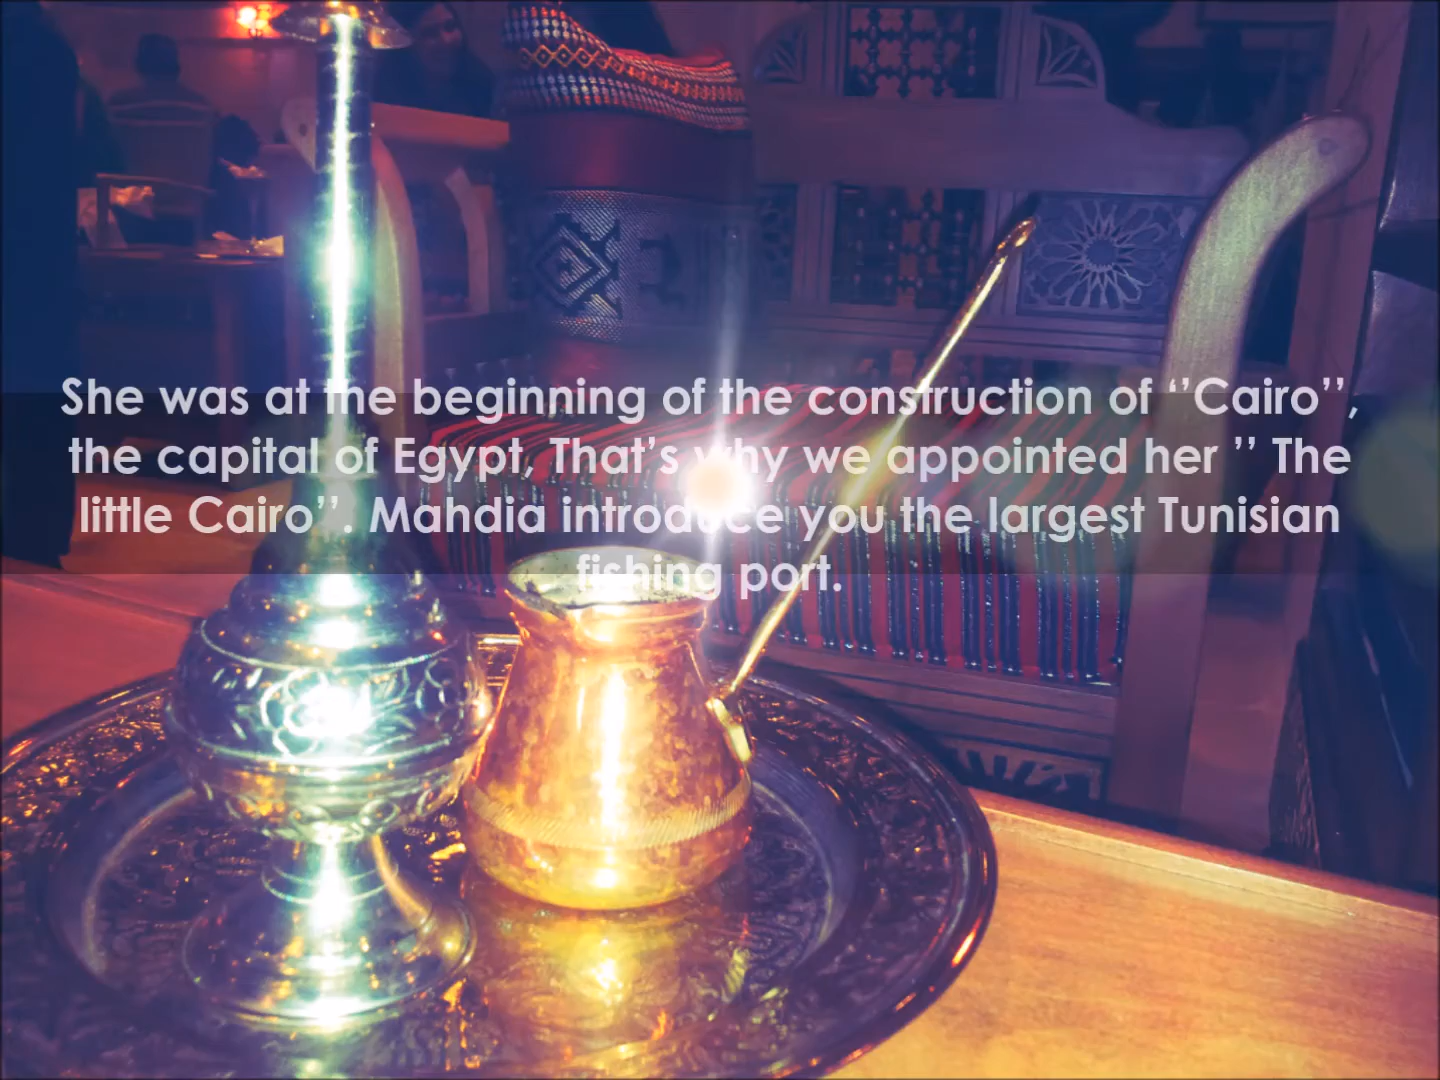 She was at the beginning of the construction of ‘’Cairo’’,
the capital of Egypt, That’s why we appointed her ’’ The
little Cairo’’. Mahdia introduce you the largest Tunisian
fishing port.